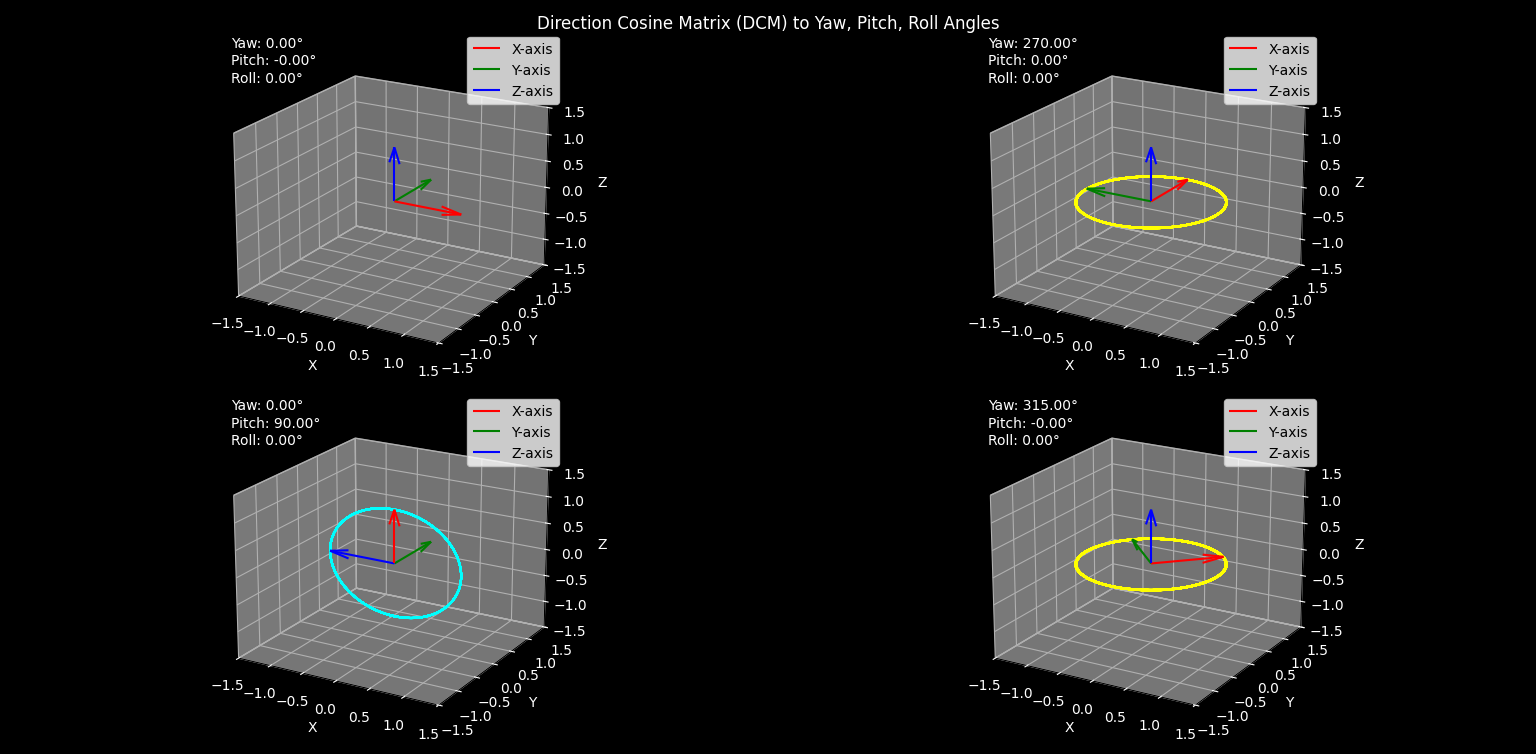 Direction Cosine Matrix (DCM) to Yaw, Pitch, Roll Angles
Yaw: 0.00°
Pitch: -0.00°
Roll: 0.00°
X-axis
Y-axis
Z-axis
1.5
1.0
0.5
0.0
−0.5
−1.0
−1.5
Z
−1.5
−1.0
−0.5
0.0
0.5
1.0
1.5
X
−1.5
−1.0
−0.5
0.0
0.5
1.0
1.5
Y
Yaw: 270.00°
Pitch: 0.00°
Roll: 0.00°
X-axis
Y-axis
Z-axis
1.5
1.0
0.5
0.0
−0.5
−1.0
−1.5
Z
−1.5
−1.0
−0.5
0.0
0.5
1.0
1.5
X
−1.5
−1.0
−0.5
0.0
0.5
1.0
1.5
Y
Yaw: 0.00°
Pitch: 90.00°
Roll: 0.00°
X-axis
Y-axis
Z-axis
1.5
1.0
0.5
0.0
−0.5
−1.0
−1.5
Z
−1.5
−1.0
−0.5
0.0
0.5
1.0
1.5
X
−1.5
−1.0
−0.5
0.0
0.5
1.0
1.5
Y
Yaw: 315.00°
Pitch: -0.00°
Roll: 0.00°
X-axis
Y-axis
Z-axis
1.5
1.0
0.5
0.0
−0.5
−1.0
−1.5
Z
−1.5
−1.0
−0.5
0.0
0.5
1.0
1.5
X
−1.5
−1.0
−0.5
0.0
0.5
1.0
1.5
Y